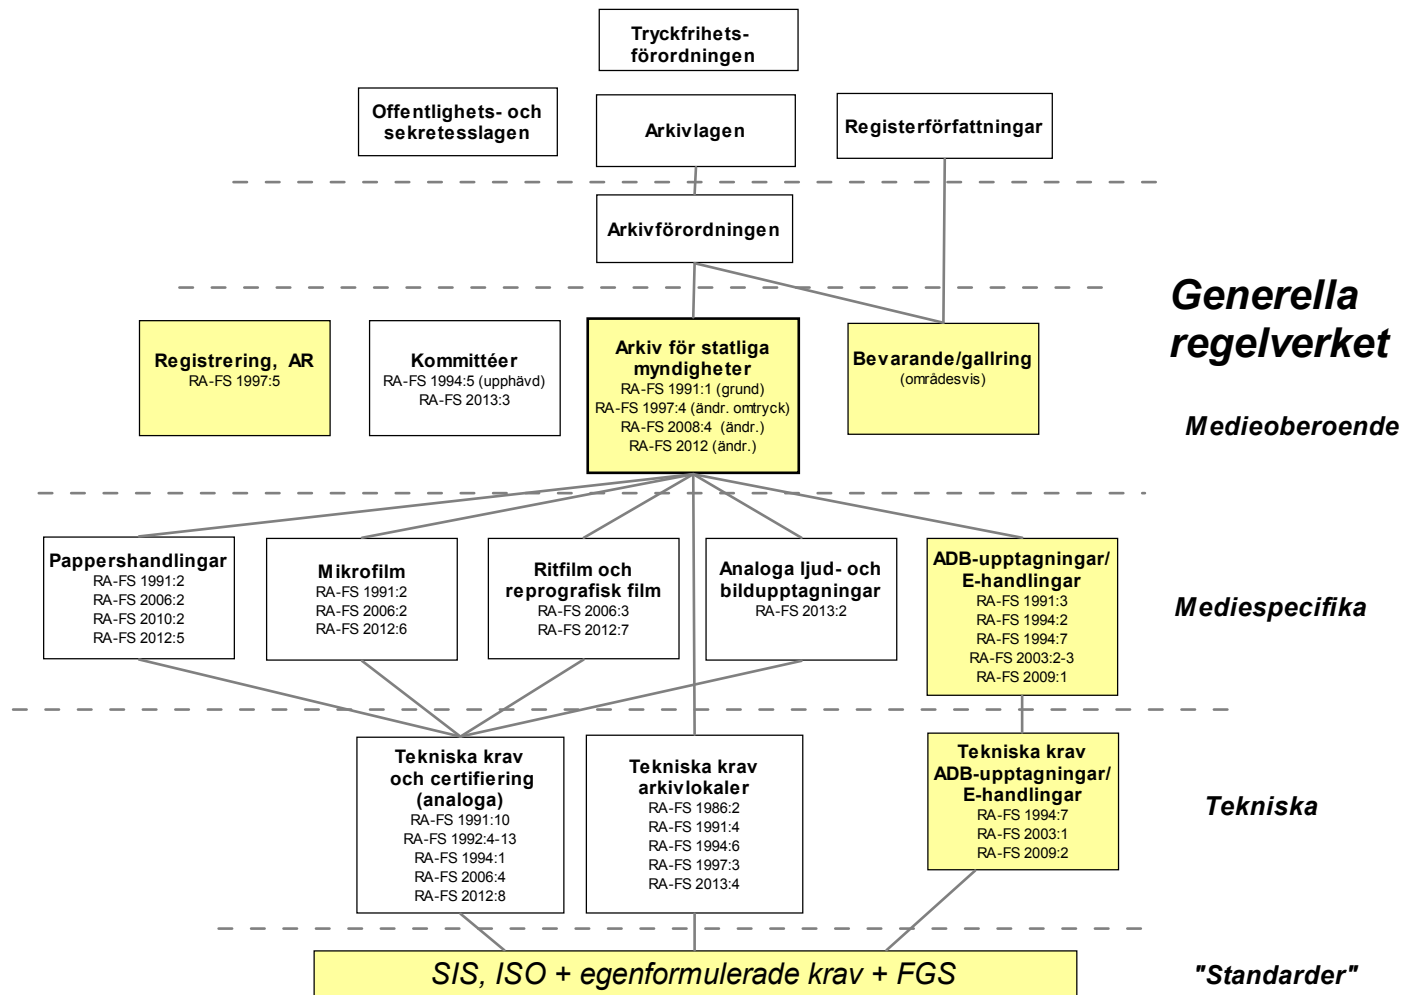 Tryckfrihets-
förordningen
Offentlighets- och
sekretesslagen
Arkivlagen
Registerförfattningar
Arkivförordningen
Generella
regelverket
Registrering, AR
RA-FS 1997:5
Kommittéer
RA-FS 1994:5 (upphävd)
RA-FS 2013:3
Arkiv för statliga
myndigheter
RA-FS 1991:1 (grund)
RA-FS 1997:4 (ändr. omtryck)
RA-FS 2008:4 (ändr.)
RA-FS 2012 (ändr.)
Bevarande/gallring
(områdesvis)
Medieoberoende
Pappershandlingar
RA-FS 1991:2
RA-FS 2006:2
RA-FS 2010:2
RA-FS 2012:5
Mikrofilm
RA-FS 1991:2
RA-FS 2006:2
RA-FS 2012:6
Ritfilm och
reprografisk film
RA-FS 2006:3
RA-FS 2012:7
Analoga ljud- och
bildupptagningar
RA-FS 2013:2
ADB-upptagningar/
E-handlingar
RA-FS 1991:3
RA-FS 1994:2
RA-FS 1994:7
RA-FS 2003:2-3
RA-FS 2009:1
Mediespecifika
Tekniska krav
och certifiering
(analoga)
RA-FS 1991:10
RA-FS 1992:4-13
RA-FS 1994:1
RA-FS 2006:4
RA-FS 2012:8
Tekniska krav
arkivlokaler
RA-FS 1986:2
RA-FS 1991:4
RA-FS 1994:6
RA-FS 1997:3
RA-FS 2013:4
Tekniska krav
ADB-upptagningar/
E-handlingar
RA-FS 1994:7
RA-FS 2003:1
RA-FS 2009:2
Tekniska
SIS, ISO + egenformulerade krav + FGS
"Standarder"